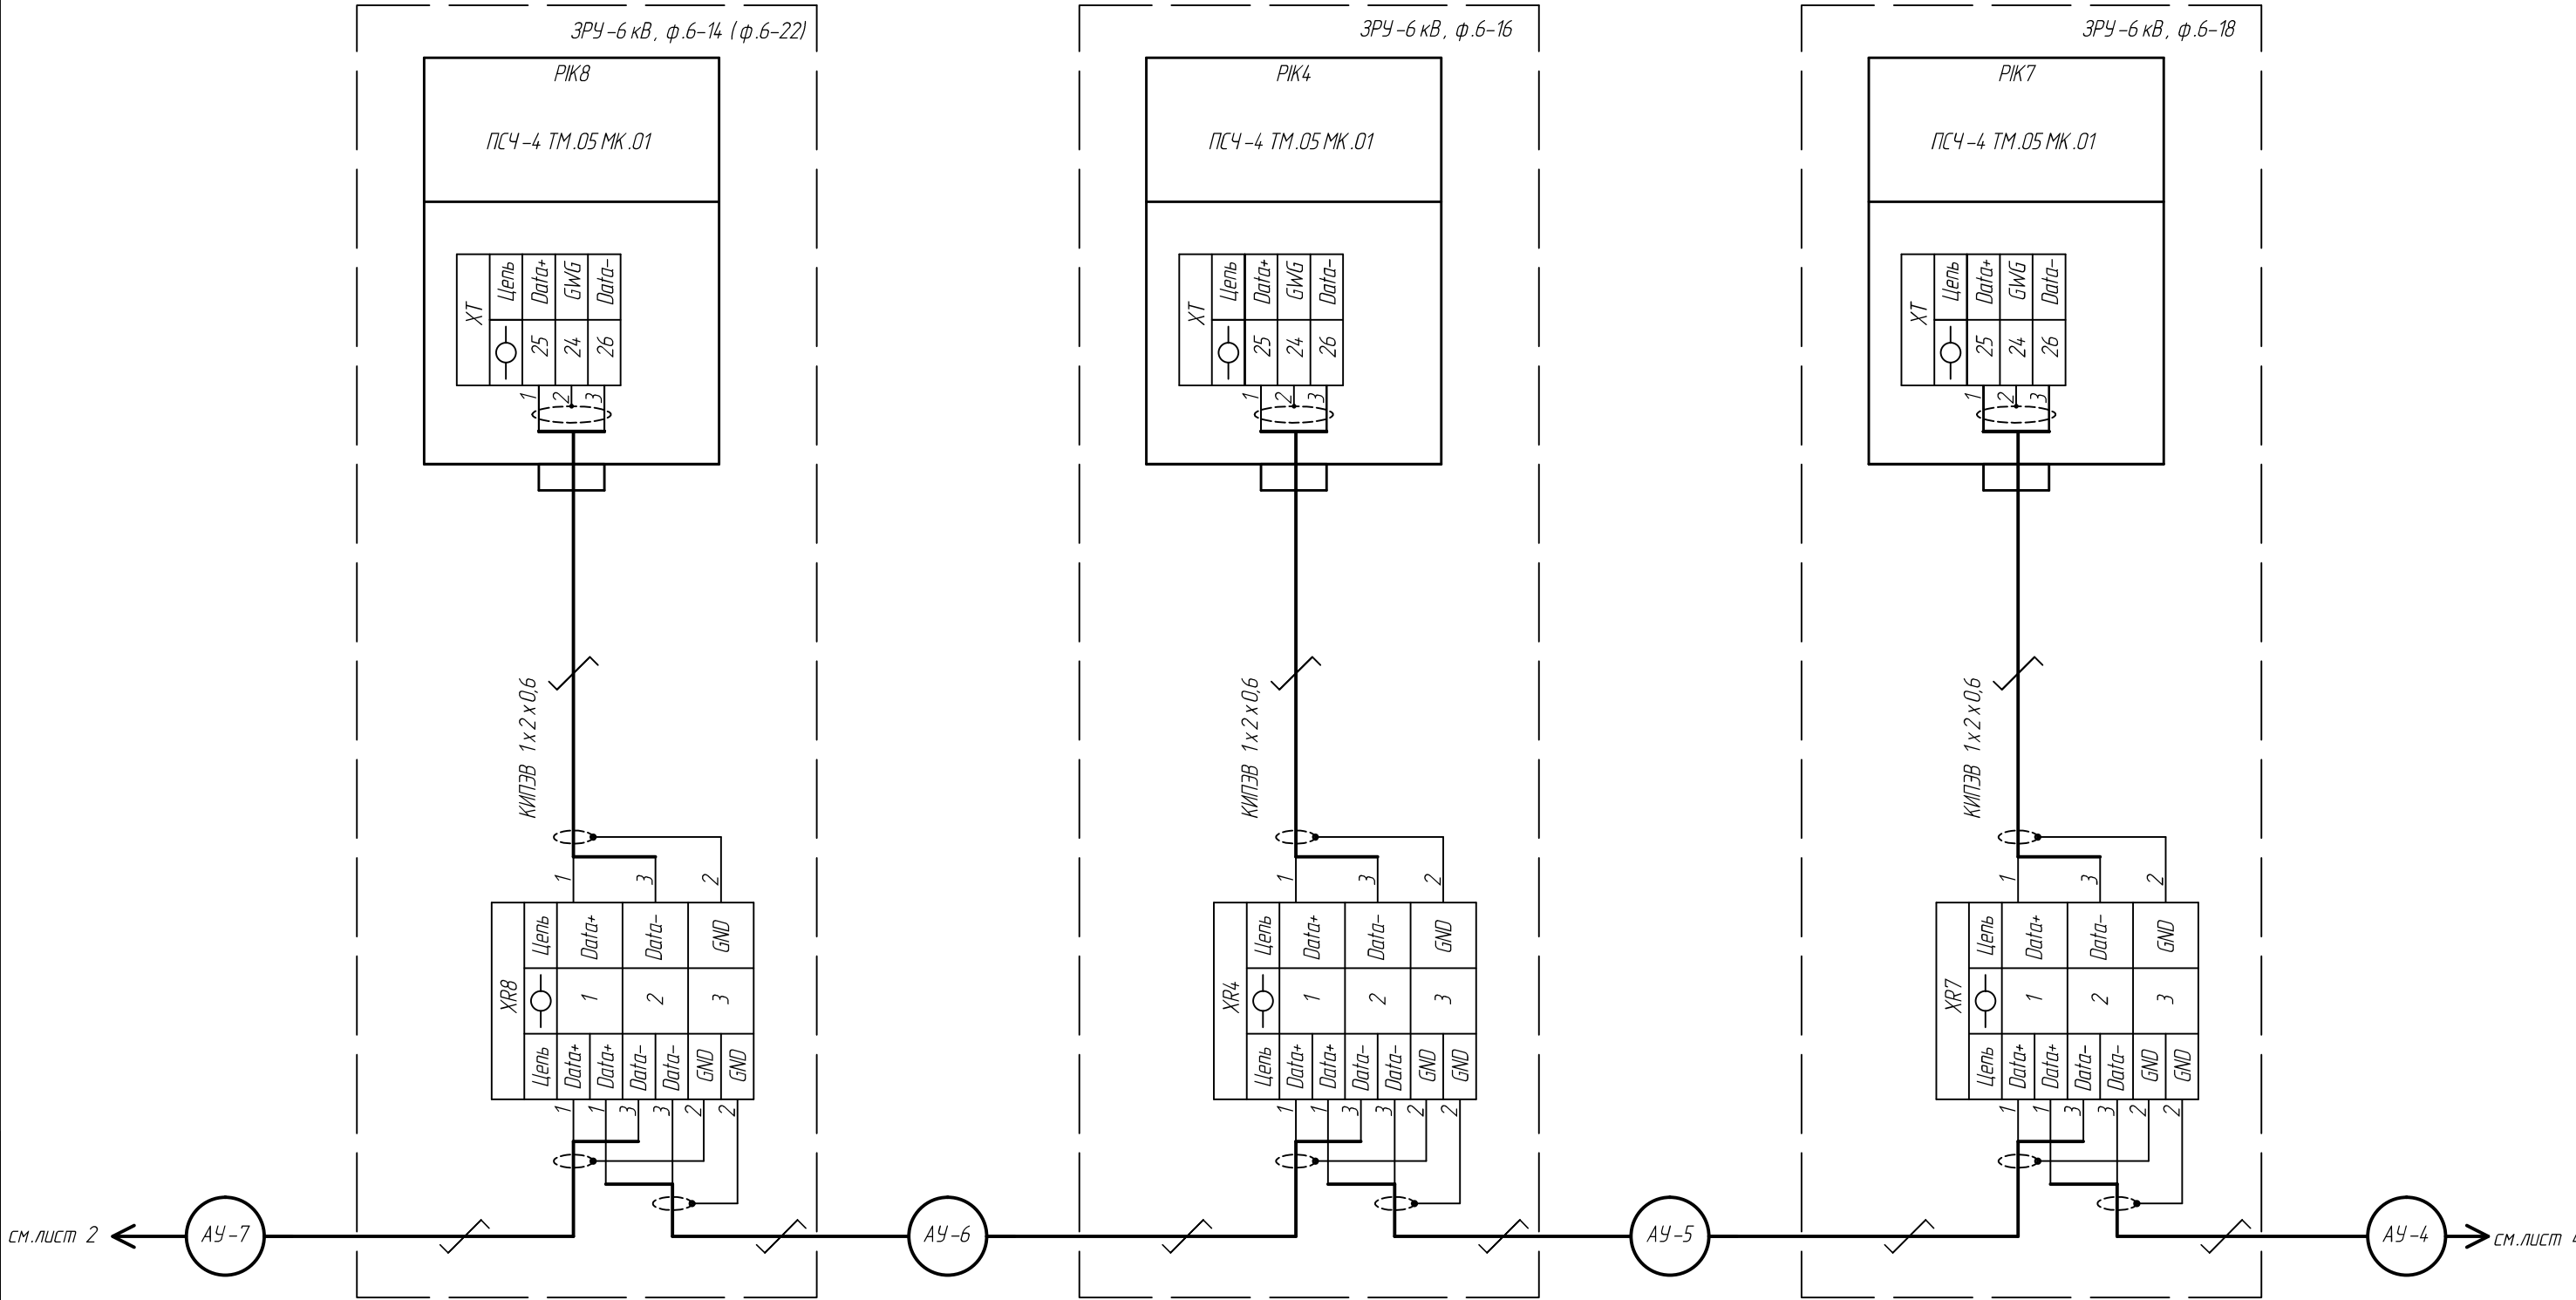 ЗРУ-6 кВ, ф.6-14 (ф.6-22)
PIK8
ПСЧ-4 ТМ.05 МК.01
XT
Цепь
Data+
GWG
Data-
25
24
26
1
2
3
КИПЭВ 1х2х0,6
1
3
2
XR8
Цепь
Data+
Data-
GND
1
2
3
Цепь
Data+
Data+
Data-
Data-
GND
GND
1
1
3
3
2
2
ЗРУ-6 кВ, ф.6-16
PIK4
ПСЧ-4 ТМ.05 МК.01
XT
Цепь
Data+
GWG
Data-
25
24
26
1
2
3
КИПЭВ 1х2х0,6
1
3
2
XR4
Цепь
Data+
Data-
GND
1
2
3
Цепь
Data+
Data+
Data-
Data-
GND
GND
1
1
3
3
2
2
ЗРУ-6 кВ, ф.6-18
PIK7
ПСЧ-4 ТМ.05 МК.01
XT
Цепь
Data+
GWG
Data-
25
24
26
1
2
3
КИПЭВ 1х2х0,6
1
3
2
XR7
Цепь
Data+
Data-
GND
1
2
3
Цепь
Data+
Data+
Data-
Data-
GND
GND
1
1
3
3
2
2
см.лист 2
АУ-7
АУ-6
АУ-5
АУ-4
см.лист